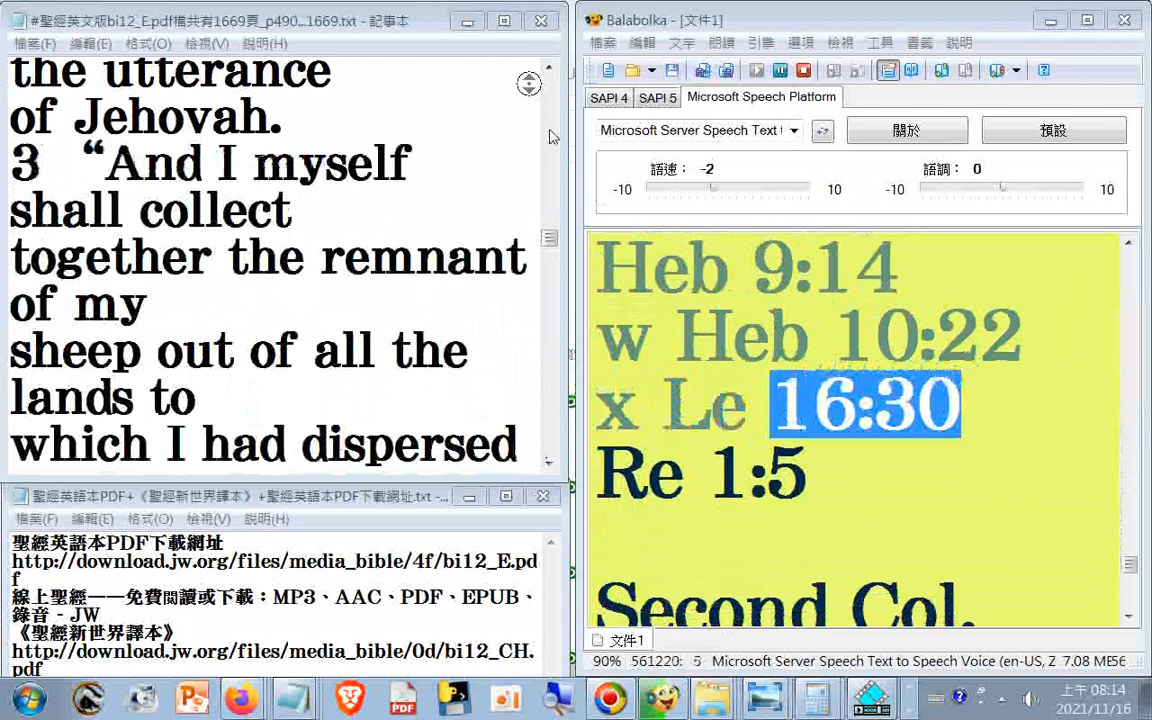 #聖經英文版bi12_E.pdf檔共有1669頁_p490...1669.txt - 記事本
檔案(F) 編輯(E) 格式(O) 檢視(V) 說明(H)
the utterance
of Jehovah.
3 “And I myself
shall collect
together the remnant
of my
sheep out of all the
lands to
which I had dispersed
聖經英語本PDF+《聖經新世界譯本》+聖經英語本PDF下載網址.txt -...
檔案(F) 編輯(E) 格式(O) 檢視(V) 說明(H)
聖經英語本PDF下載網址
http://download.jw.org/files/media_bible/4f/bi12_E.pd
f
線上聖經——免費閱讀或下載：MP3、AAC、PDF、EPUB、
錄音 - JW
《聖經新世界譯本》
http://download.jw.org/files/media_bible/0d/bi12_CH.
pdf
Balabolka - [文件1]
檔案 編輯 文字 朗讀 引擎 選項 檢視 工具 書籤 說明
SAPI 4 SAPI 5 Microsoft Speech Platform
Microsoft Server Speech Text 關於 預設
語速： -2 語調： 0
-10 10 -10 10
Heb 9:14
w Heb 10:22
x Le 16:30
Re 1:5
Second Col.
文件1
90% 561220: 5 Microsoft Server Speech Text to Speech Voice (en-US, Z 7.08 ME56
上午 08:14
2021/11/16